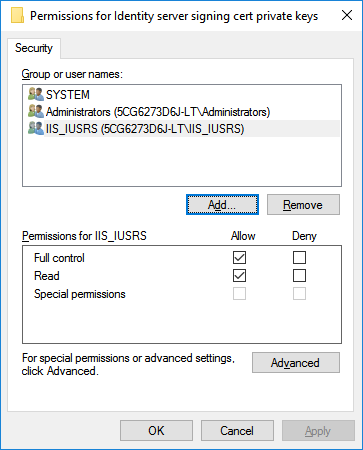 Permissions for Identity server signing cert private keys
Security
Group or user names:
SYSTEM
Administrators (5CG6273D6J-LT\Administrators)
IIS_IUSRS (5CG6273D6J-LT\IIS_IUSRS)
Add...
Remove
Permissions for IIS_IUSRS Allow Deny
Full control
Read
Special permissions
For special permissions or advanced settings,
click Advanced.
Advanced
OK Cancel Apply